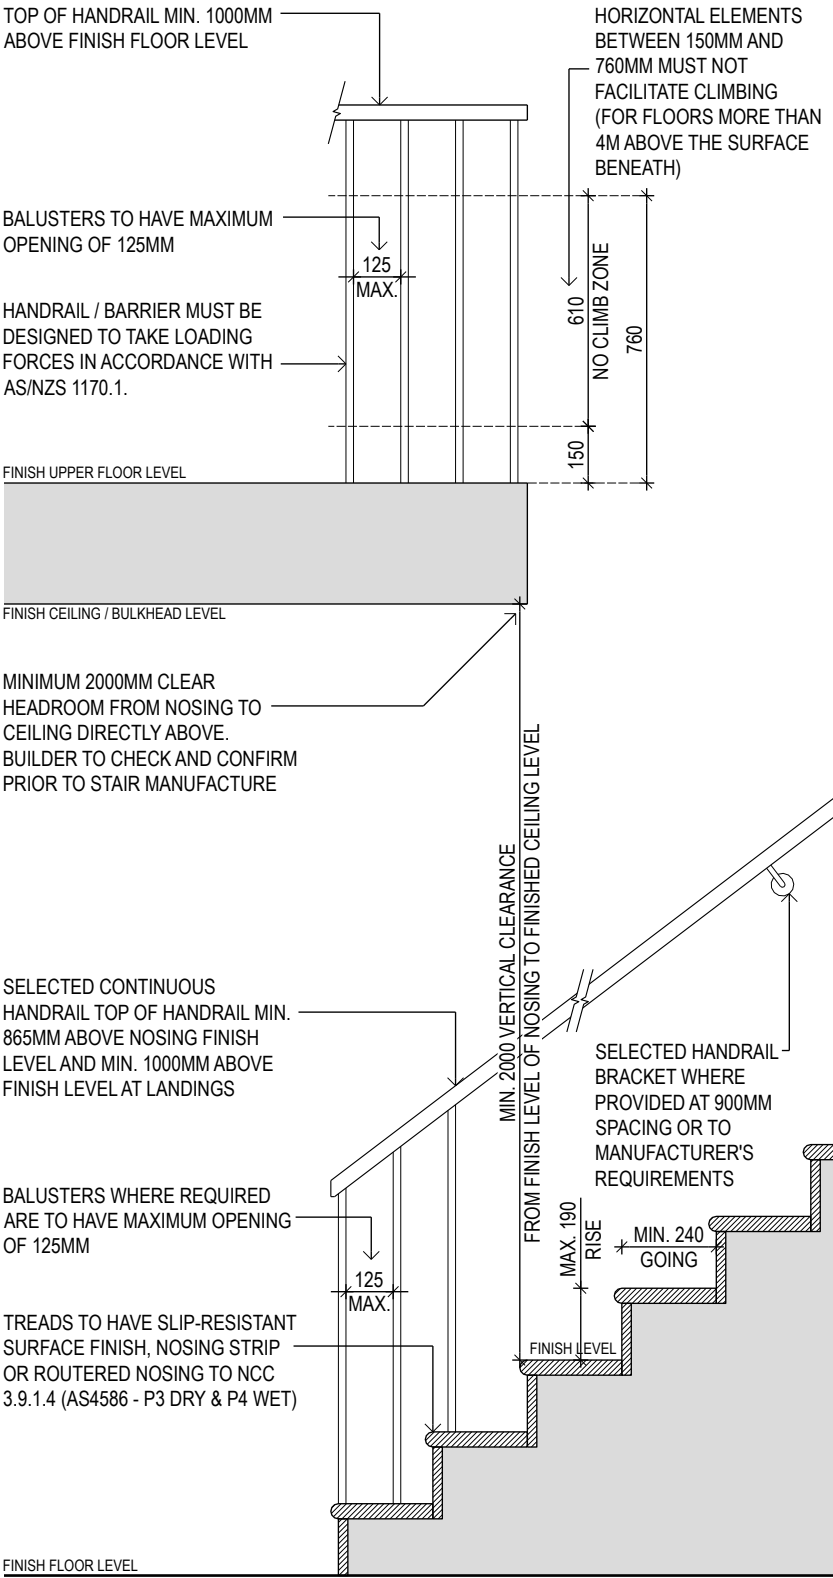 TOP OF HANDRAIL MIN. 1000MM
ABOVE FINISH FLOOR LEVEL
HORIZONTAL ELEMENTS
BETWEEN 150MM AND
760MM MUST NOT
FACILITATE CLIMBING
(FOR FLOORS MORE THAN
4M ABOVE THE SURFACE
BENEATH)
BALUSTERS TO HAVE MAXIMUM
OPENING OF 125MM
125
MAX.
HANDRAIL / BARRIER MUST BE
DESIGNED TO TAKE LOADING
FORCES IN ACCORDANCE WITH
AS/NZS 1170.1.
610
NO CLIMB ZONE
760
150
FINISH UPPER FLOOR LEVEL
FINISH CEILING / BULKHEAD LEVEL
MINIMUM 2000MM CLEAR
HEADROOM FROM NOSING TO
CEILING DIRECTLY ABOVE.
BUILDER TO CHECK AND CONFIRM
PRIOR TO STAIR MANUFACTURE
MIN. 2000 VERTICAL CLEARANCE
FROM FINISH LEVEL OF NOSING TO FINISHED CEILING LEVEL
SELECTED CONTINUOUS
HANDRAIL TOP OF HANDRAIL MIN.
865MM ABOVE NOSING FINISH
LEVEL AND MIN. 1000MM ABOVE
FINISH LEVEL AT LANDINGS
SELECTED HANDRAIL
BRACKET WHERE
PROVIDED AT 900MM
SPACING OR TO
MANUFACTURER'S
REQUIREMENTS
BALUSTERS WHERE REQUIRED
ARE TO HAVE MAXIMUM OPENING
OF 125MM
125
MAX.
MAX. 190
RISE
MIN. 240
GOING
TREADS TO HAVE SLIP-RESISTANT
SURFACE FINISH, NOSING STRIP
OR ROUTERED NOSING TO NCC
3.9.1.4 (AS4586 - P3 DRY & P4 WET)
FINISH LEVEL
FINISH FLOOR LEVEL